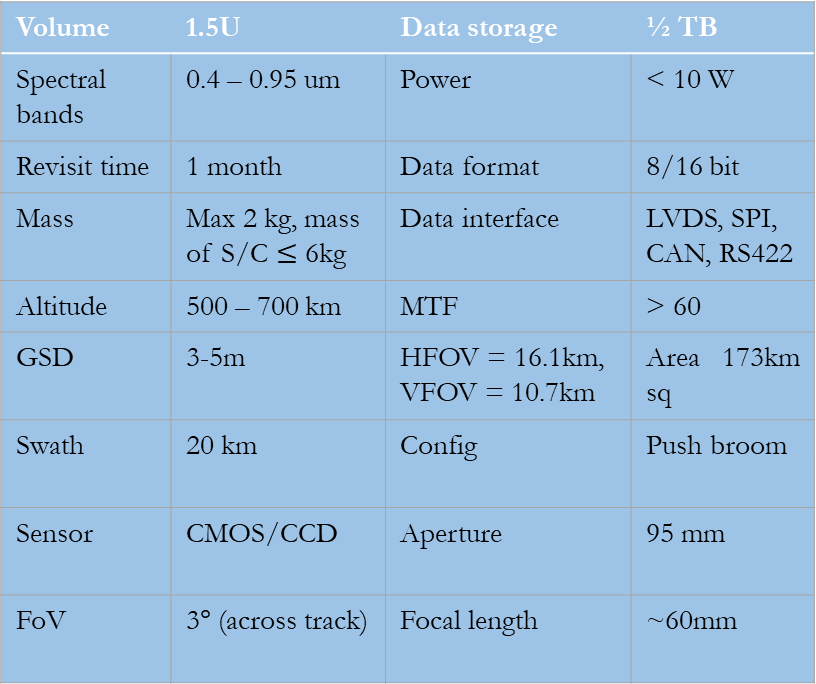 Volume 1.5U Data storage ½ TB
Spectral bands 0.4 – 0.95 um Power < 10 W
Revisit time 1 month Data format 8/16 bit
Mass Max 2 kg, mass of S/C ≤ 6kg Data interface LVDS, SPI, CAN, RS422
Altitude 500 – 700 km MTF > 60
GSD 3-5m HFOV = 16.1km, VFOV = 10.7km Area 173km sq
Swath 20 km Config Push broom
Sensor CMOS/CCD Aperture 95 mm
FoV 3° (across track) Focal length ~60mm